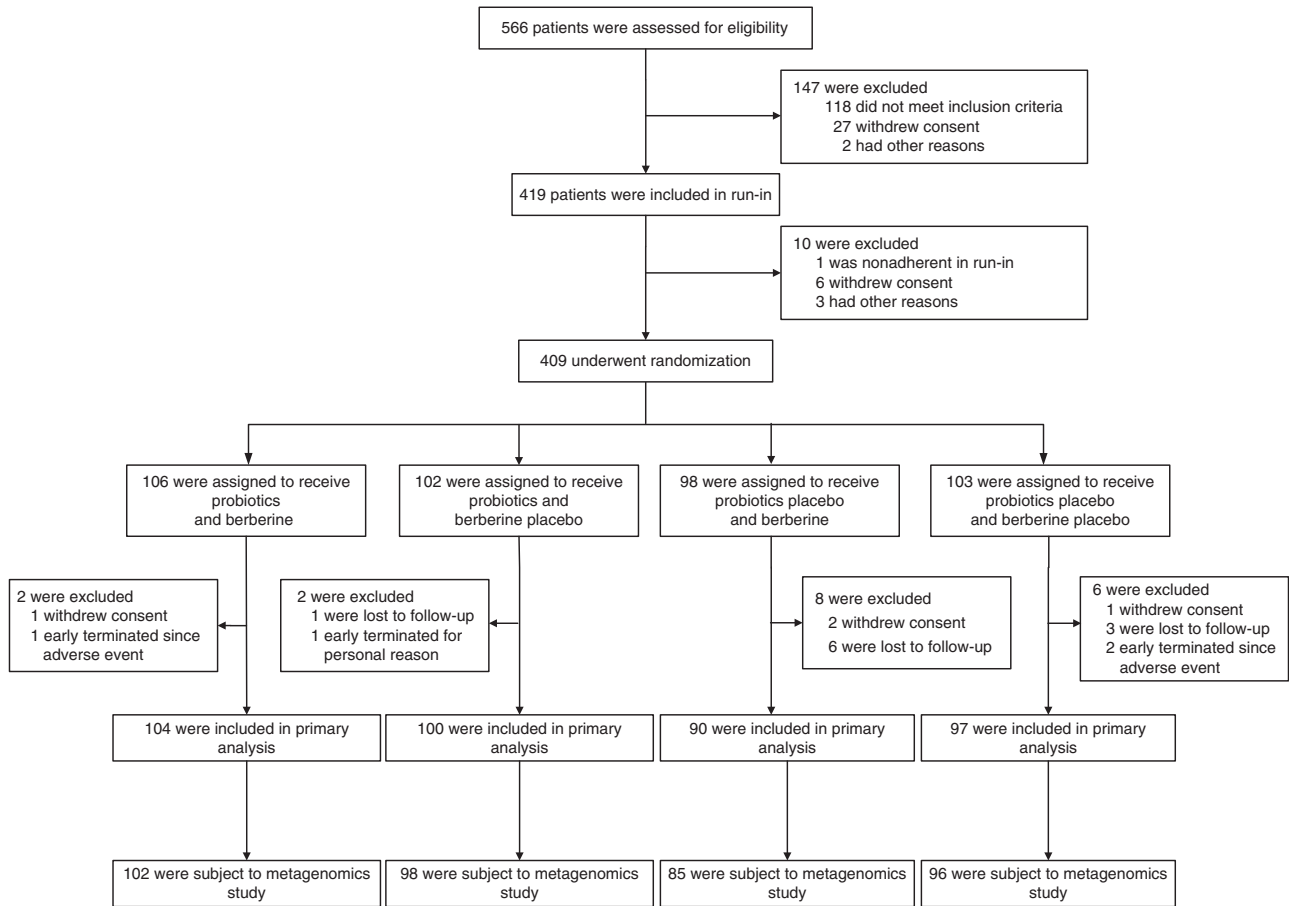 566 patients were assessed for eligibility
147 were excluded
118 did not meet inclusion criteria
27 withdrew consent
2 had other reasons
419 patients were included in run-in
10 were excluded
1 was nonadherent in run-in
6 withdrew consent
3 had other reasons
409 underwent randomization
106 were assigned to receive
probiotics
and berberine
102 were assigned to receive
probiotics and
berberine placebo
98 were assigned to receive
probiotics placebo
and berberine
103 were assigned to receive
probiotics placebo
and berberine placebo
2 were excluded
1 withdrew consent
1 early terminated since
adverse event
2 were excluded
1 were lost to follow-up
1 early terminated for
personal reason
8 were excluded
2 withdrew consent
6 were lost to follow-up
6 were excluded
1 withdrew consent
3 were lost to follow-up
2 early terminated since
adverse event
104 were included in primary
analysis
100 were included in primary
analysis
90 were included in primary
analysis
97 were included in primary
analysis
102 were subject to metagenomics
study
98 were subject to metagenomics
study
85 were subject to metagenomics
study
96 were subject to metagenomics
study